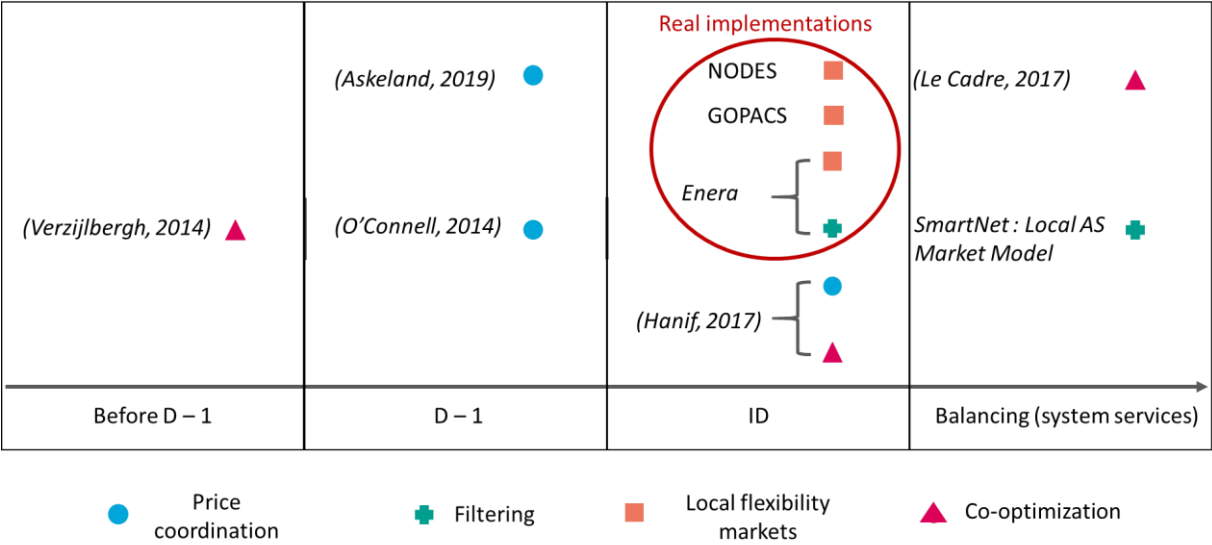 Real implementations
(Askeland, 2019)
NODES
(Le Cadre, 2017)
GOPACS
Enera
(Verzijlbergh, 2014)
(O’Connell, 2014)
SmartNet : Local AS
Market Model
(Hanif, 2017)
Before D – 1
D – 1
ID
Balancing (system services)
Price
coordination
Filtering
Local flexibility
markets
Co-optimization